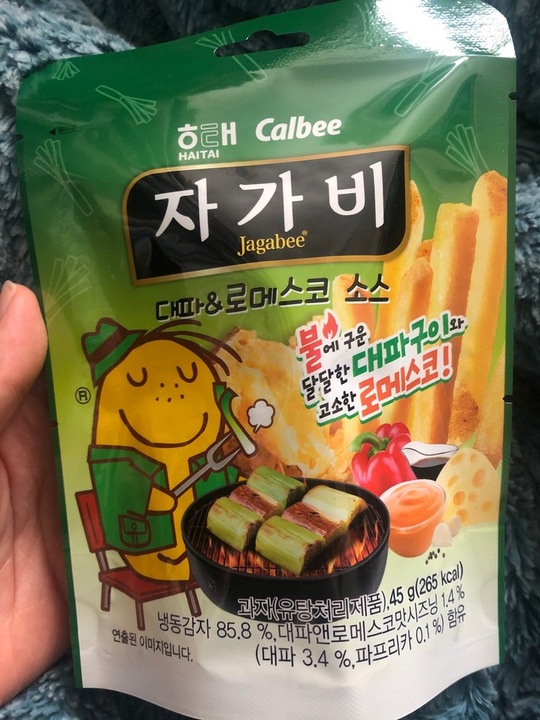 해태 Calbee
HAITAI
자가비
Jagabee®
대파&로메스코 소스
불에 구운
달달한 대파구이와
고소한 로메스코!
®
과자(유탕처리제품), 45 g(265 kcal)
냉동감자 85.8 %, 대파앤로메스코맛시즈닝 1.4 %
(대파 3.4 %, 파프리카 0.1 %) 함유
연출된 이미지입니다.